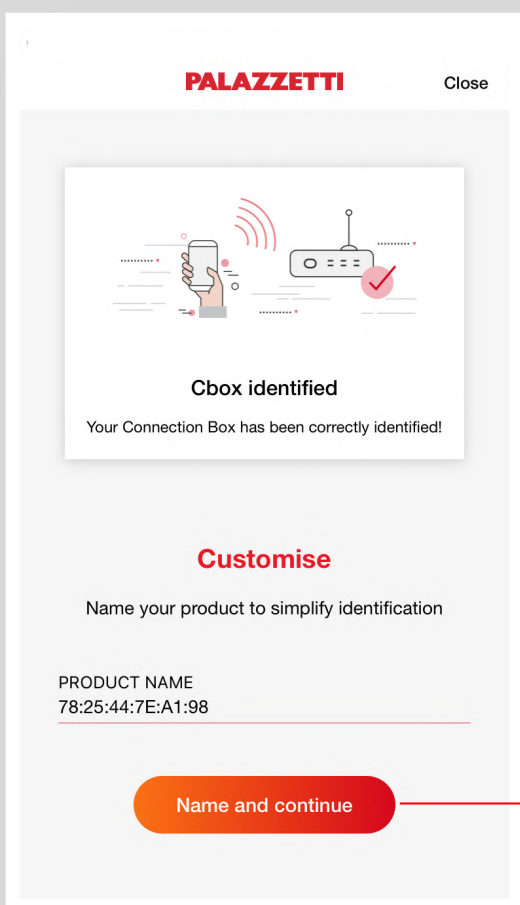 PALAZZETTI
Close
Cbox identified
Your Connection Box has been correctly identified!
Customise
Name your product to simplify identification
PRODUCT NAME
78:25:44:7E:A1:98
Name and continue